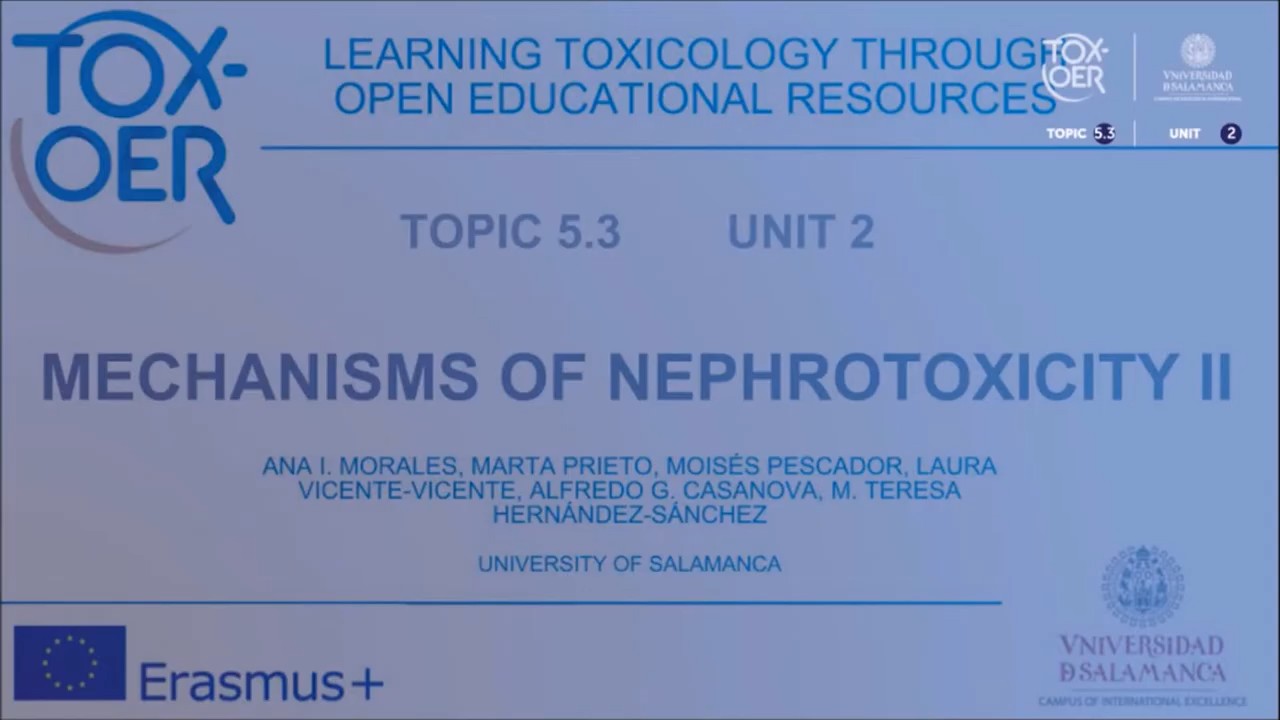 TOX-
OER
LEARNING TOXICOLOGY THROUGH
OPEN EDUCATIONAL RESOURCES
TOX-
OER
VNIVERSIDAD
D SALAMANCA
TOPIC 5.3
UNIT 2
TOPIC 5.3 UNIT 2
MECHANISMS OF NEPHROTOXICITY II
ANA I. MORALES, MARTA PRIETO, MOISÉS PESCADOR, LAURA
VICENTE-VICENTE, ALFREDO G. CASANOVA, M. TERESA
HERNÁNDEZ-SÁNCHEZ
UNIVERSITY OF SALAMANCA
Erasmus+
VNIVERSIDAD
D SALAMANCA
CAMPUS OF INTERNATIONAL EXCELLENCE